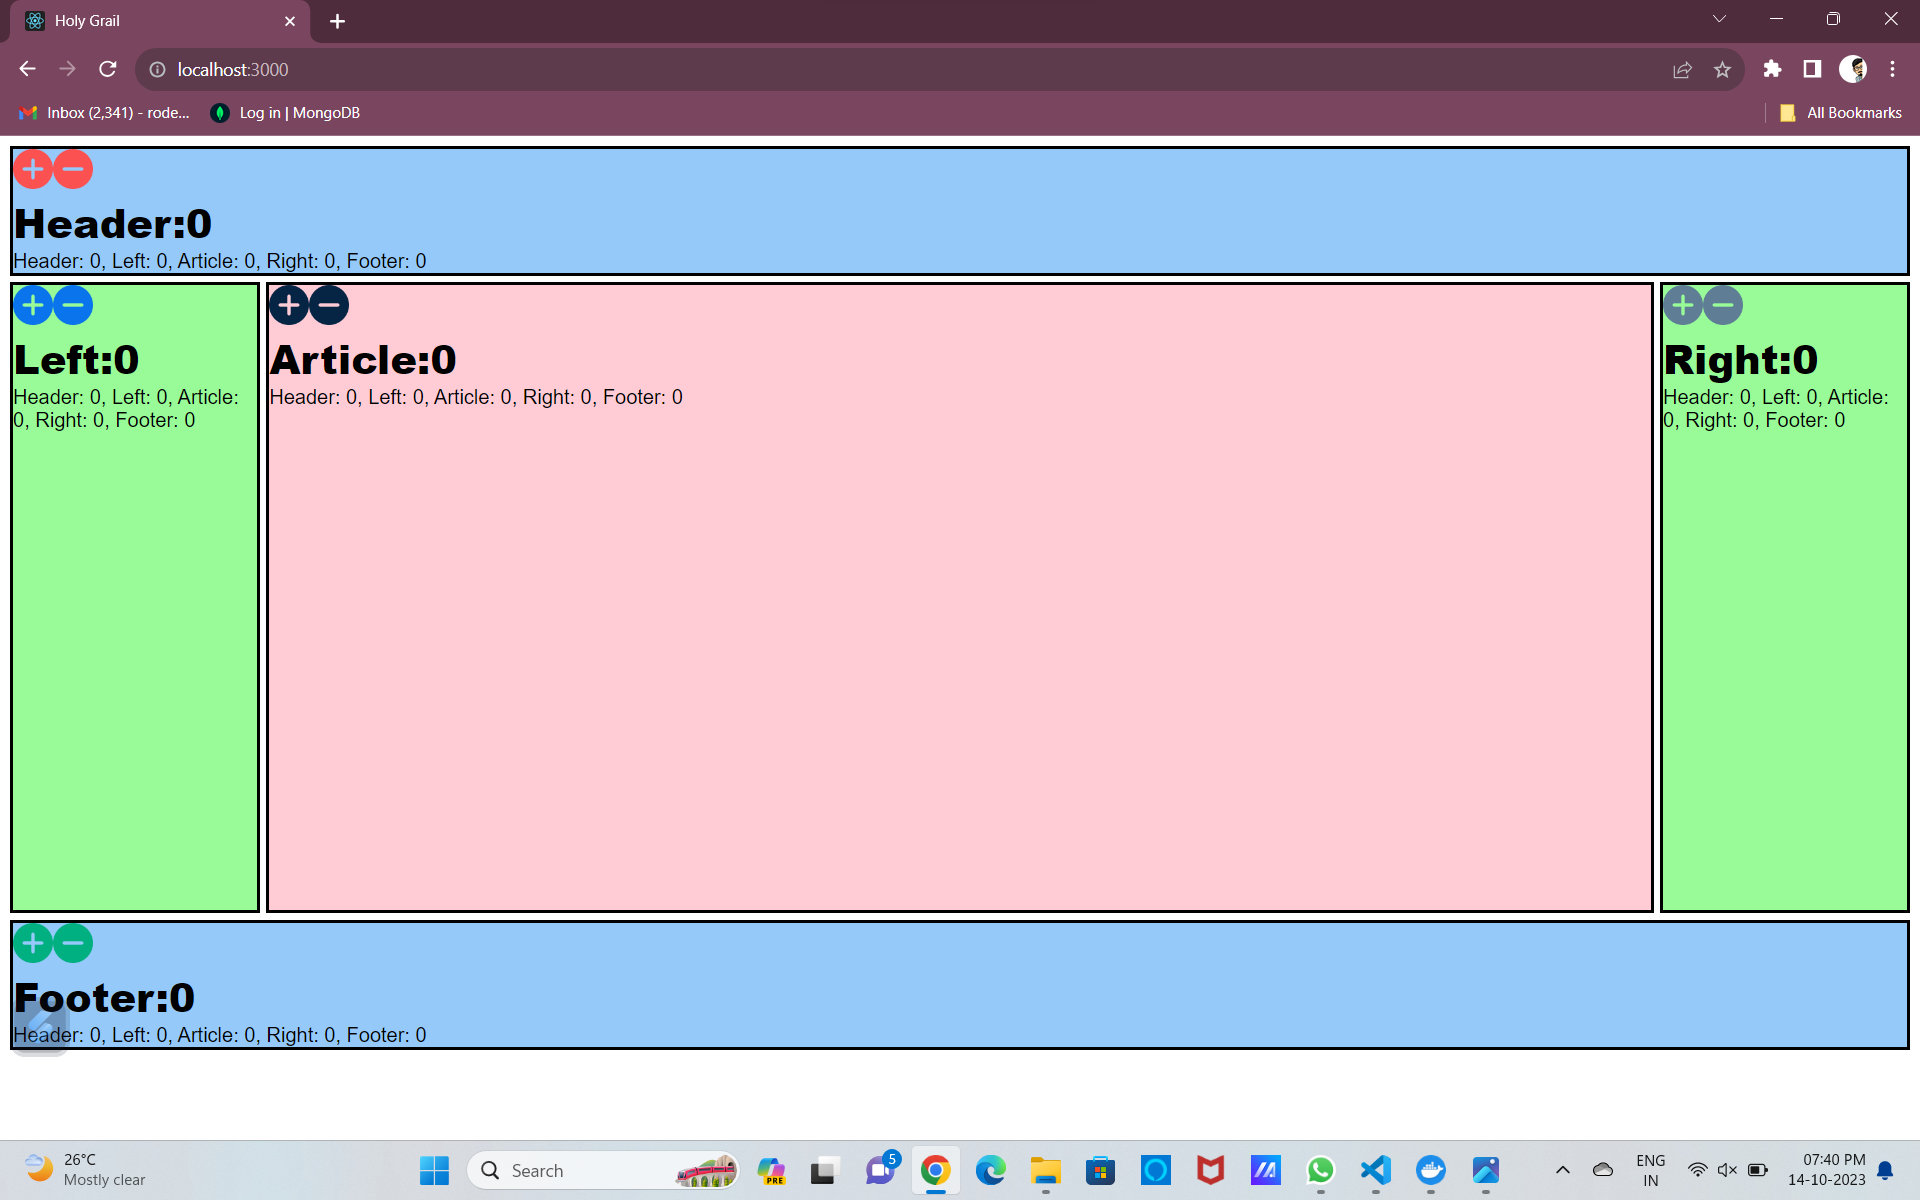 Holy Grail
localhost:3000
Inbox (2,341) - rode...
Log in | MongoDB
All Bookmarks
Header:0
Header: 0, Left: 0, Article: 0, Right: 0, Footer: 0
Left:0
Header: 0, Left: 0, Article:
0, Right: 0, Footer: 0
Article:0
Header: 0, Left: 0, Article: 0, Right: 0, Footer: 0
Right:0
Header: 0, Left: 0, Article:
0, Right: 0, Footer: 0
Footer:0
Header: 0, Left: 0, Article: 0, Right: 0, Footer: 0
26°C
Mostly clear
Search
PRE
5
ENG
IN
07:40 PM
14-10-2023